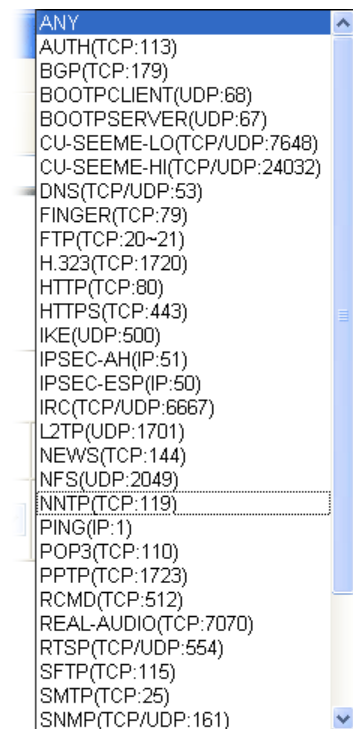 ANY
AUTH(TCP:113)
BGP(TCP:179)
BOOTPCLIENT(UDP:68)
BOOTPSERVER(UDP:67)
CU-SEEME-LO(TCP/UDP:7648)
CU-SEEME-HI(TCP/UDP:24032)
DNS(TCP/UDP:53)
FINGER(TCP:79)
FTP(TCP:20~21)
H.323(TCP:1720)
HTTP(TCP:80)
HTTPS(TCP:443)
IKE(UDP:500)
IPSEC-AH(IP:51)
IPSEC-ESP(IP:50)
IRC(TCP/UDP:6667)
L2TP(UDP:1701)
NEWS(TCP:144)
NFS(UDP:2049)
NNTP(TCP:119)
PING(IP:1)
POP3(TCP:110)
PPTP(TCP:1723)
RCMD(TCP:512)
REAL-AUDIO(TCP:7070)
RTSP(TCP/UDP:554)
SFTP(TCP:115)
SMTP(TCP:25)
SNMP(TCP/UDP:161)